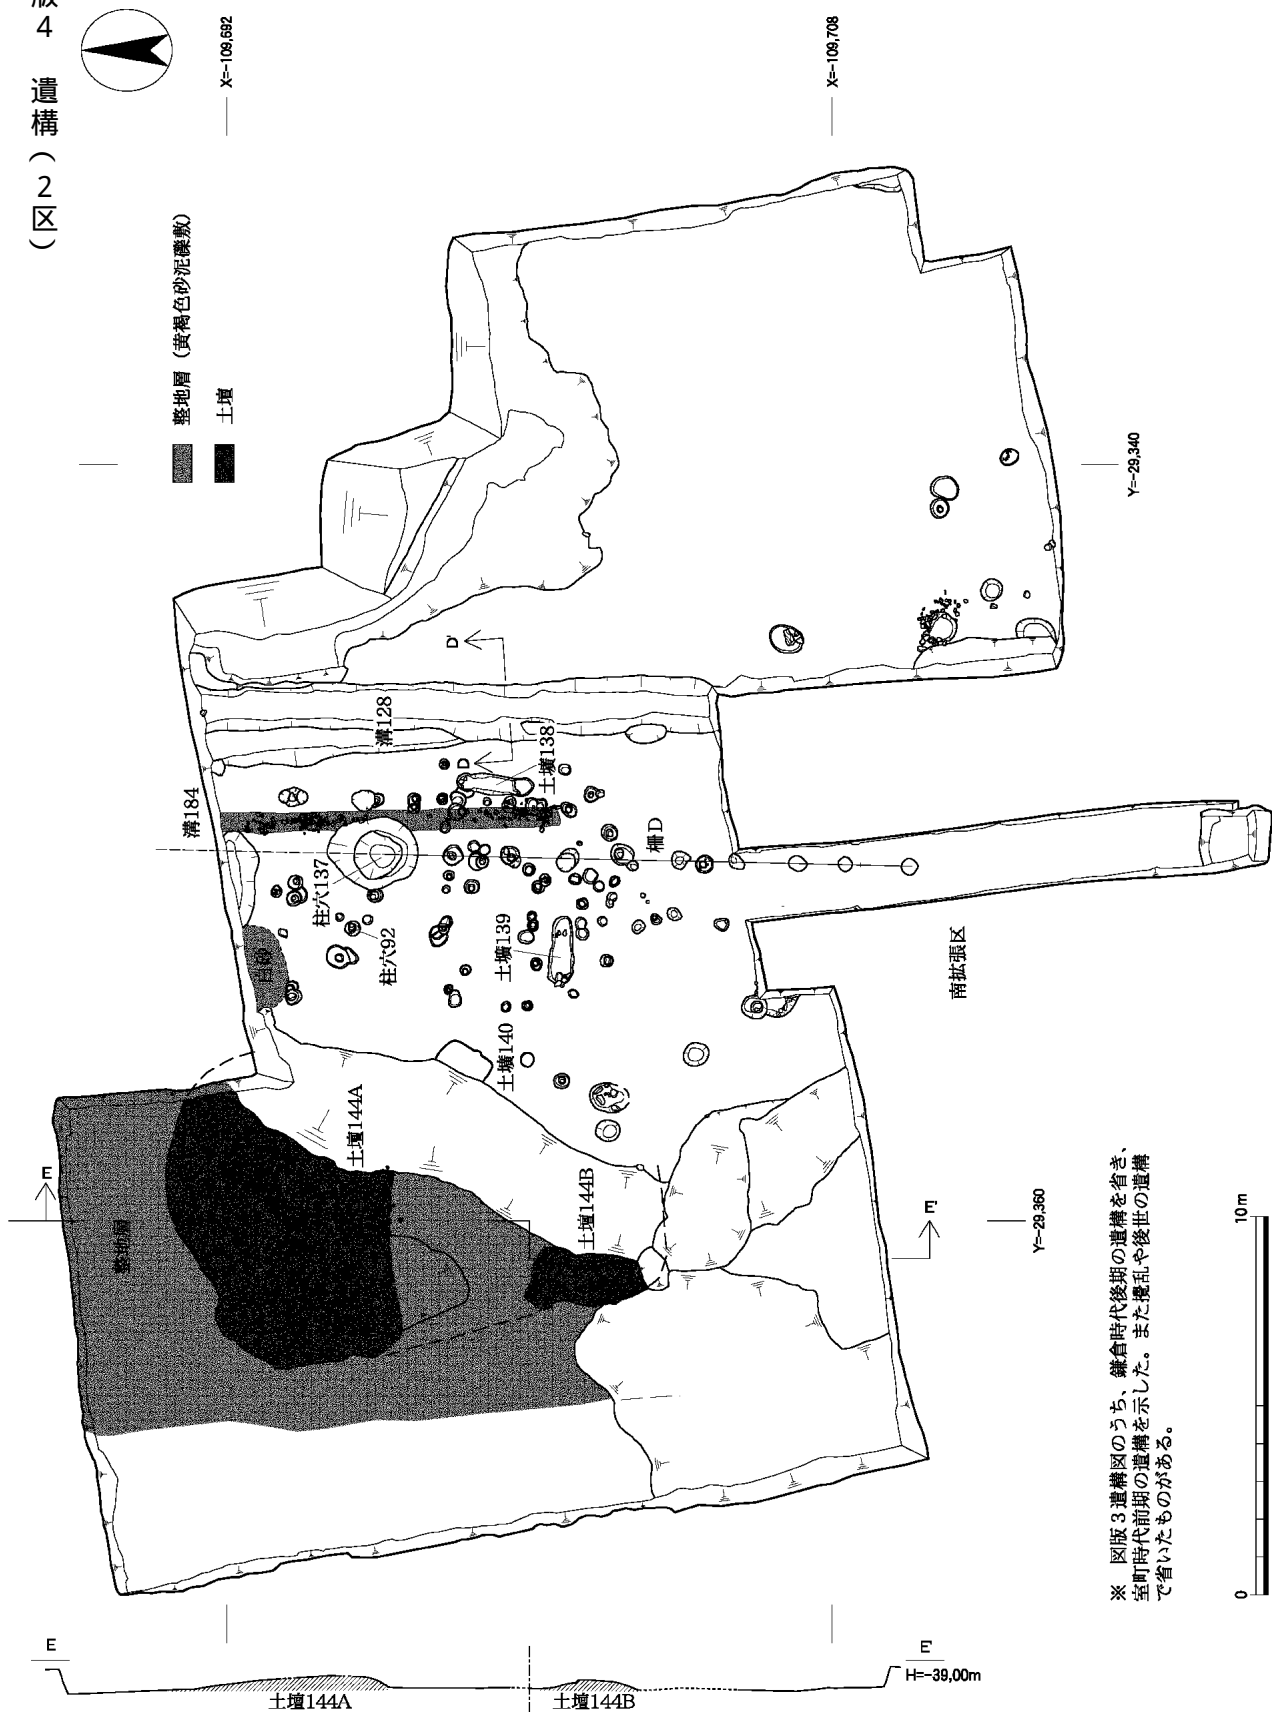 版4 遺構(2区)
X=-109,692
X=-109,708
整地層 (黄褐色砂泥礫敷)
土壇
Y=-29,340
D'
溝128
D
土壙138
溝184
柵D
柱穴137
柱穴92
土壙139
白砂
南拡張区
土壙140
土壇144A
E
土壇144B
整地層
E'
Y=-29,360
※ 図版3遺構図のうち、鎌倉時代後期の遺構を省き、
室町時代前期の遺構を示した。また攪乱や後世の遺構
で省いたものがある。
0
10m
E
E'
H=-39,00m
土壇144A
土壇144B